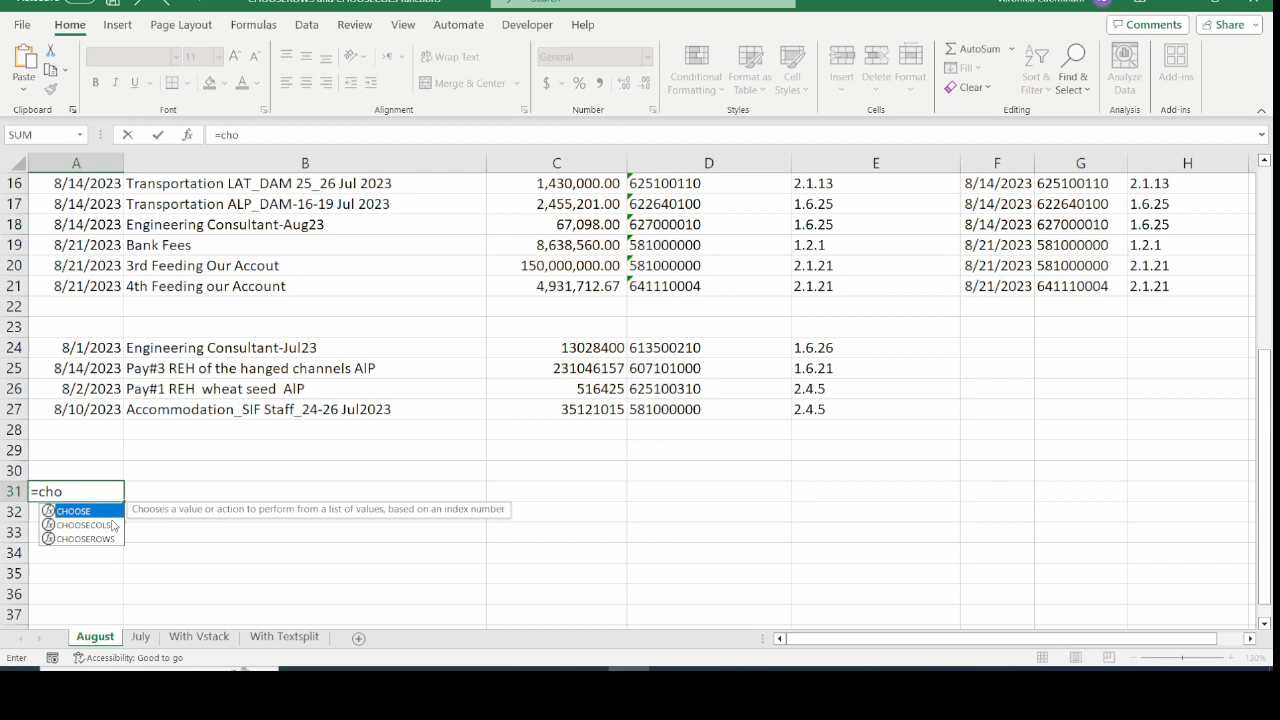 CHOOSEROWS and CHOOSECOLS functions
File Home Insert Page Layout Formulas Data Review View Automate Developer Help Comments Share
Paste 11 Wrap Text General AutoSum
B I U Merge & Center $ % Conditional Formatting Format as Table Cell Styles Insert Delete Format Fill Clear Sort & Filter Find & Select Analyze Data Add-ins
Clipboard Font Alignment Number Styles Cells Editing Analysis Add-ins
SUM fx =cho
A B C D E F G H
16 8/14/2023 Transportation LAT_DAM 25_26 Jul 2023 1,430,000.00 625100110 2.1.13 8/14/2023 625100110 2.1.13
17 8/14/2023 Transportation ALP_DAM-16-19 Jul 2023 2,455,201.00 622640100 1.6.25 8/14/2023 622640100 1.6.25
18 8/14/2023 Engineering Consultant-Aug23 67,098.00 627000010 1.6.25 8/14/2023 627000010 1.6.25
19 8/21/2023 Bank Fees 8,638,560.00 581000000 1.2.1 8/21/2023 581000000 1.2.1
20 8/21/2023 3rd Feeding Our Accout 150,000,000.00 581000000 2.1.21 8/21/2023 581000000 2.1.21
21 8/21/2023 4th Feeding our Account 4,931,712.67 641110004 2.1.21 8/21/2023 641110004 2.1.21
22
23
24 8/1/2023 Engineering Consultant-Jul23 13028400 613500210 1.6.26
25 8/14/2023 Pay#3 REH of the hanged channels AlP 231046157 607101000 1.6.21
26 8/2/2023 Pay#1 REH wheat seed AlP 516425 625100310 2.4.5
27 8/10/2023 Accommodation_SIF Staff_24-26 Jul2023 35121015 581000000 2.4.5
28
29
30
31 =cho
32 CHOOSE Chooses a value or action to perform from a list of values, based on an index number
CHOOSECOLS
33 CHOOSEROWS
34
35
36
37
August July With Vstack With Textsplit
Enter Accessibility: Good to go 130%